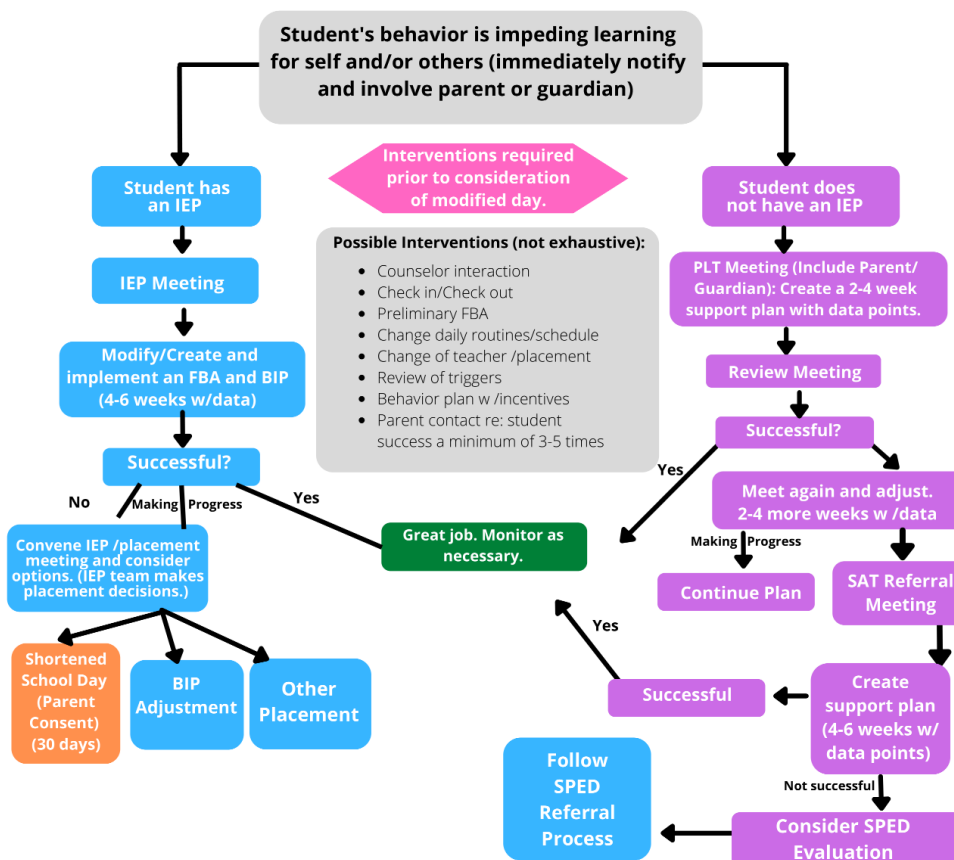 Student's behavior is impeding learning
for self and/or others (immediately notify
and involve parent or guardian)
Interventions required
prior to consideration
of modified day.
Student has
an IEP
IEP Meeting
Modify/Create and
implement an FBA and BIP
(4-6 weeks w/data)
Successful?
No
Making Progress
Yes
Convene IEP /placement
meeting and consider
options. (IEP team makes
placement decisions.)
Shortened
School Day
(Parent
Consent)
(30 days)
BIP
Adjustment
Other
Placement
Possible Interventions (not exhaustive):
• Counselor interaction
• Check in/Check out
• Preliminary FBA
• Change daily routines/schedule
• Change of teacher /placement
• Review of triggers
• Behavior plan w /incentives
• Parent contact re: student
success a minimum of 3-5 times
Great job. Monitor as
necessary.
Student does
not have an IEP
PLT Meeting (Include Parent/
Guardian): Create a 2-4 week
support plan with data points.
Review Meeting
Successful?
Yes
Meet again and adjust.
2-4 more weeks w /data
Making Progress
Continue Plan
SAT Referral
Meeting
Create
support plan
(4-6 weeks w/
data points)
Successful
Yes
Not successful
Consider SPED
Evaluation
Follow
SPED
Referral
Process